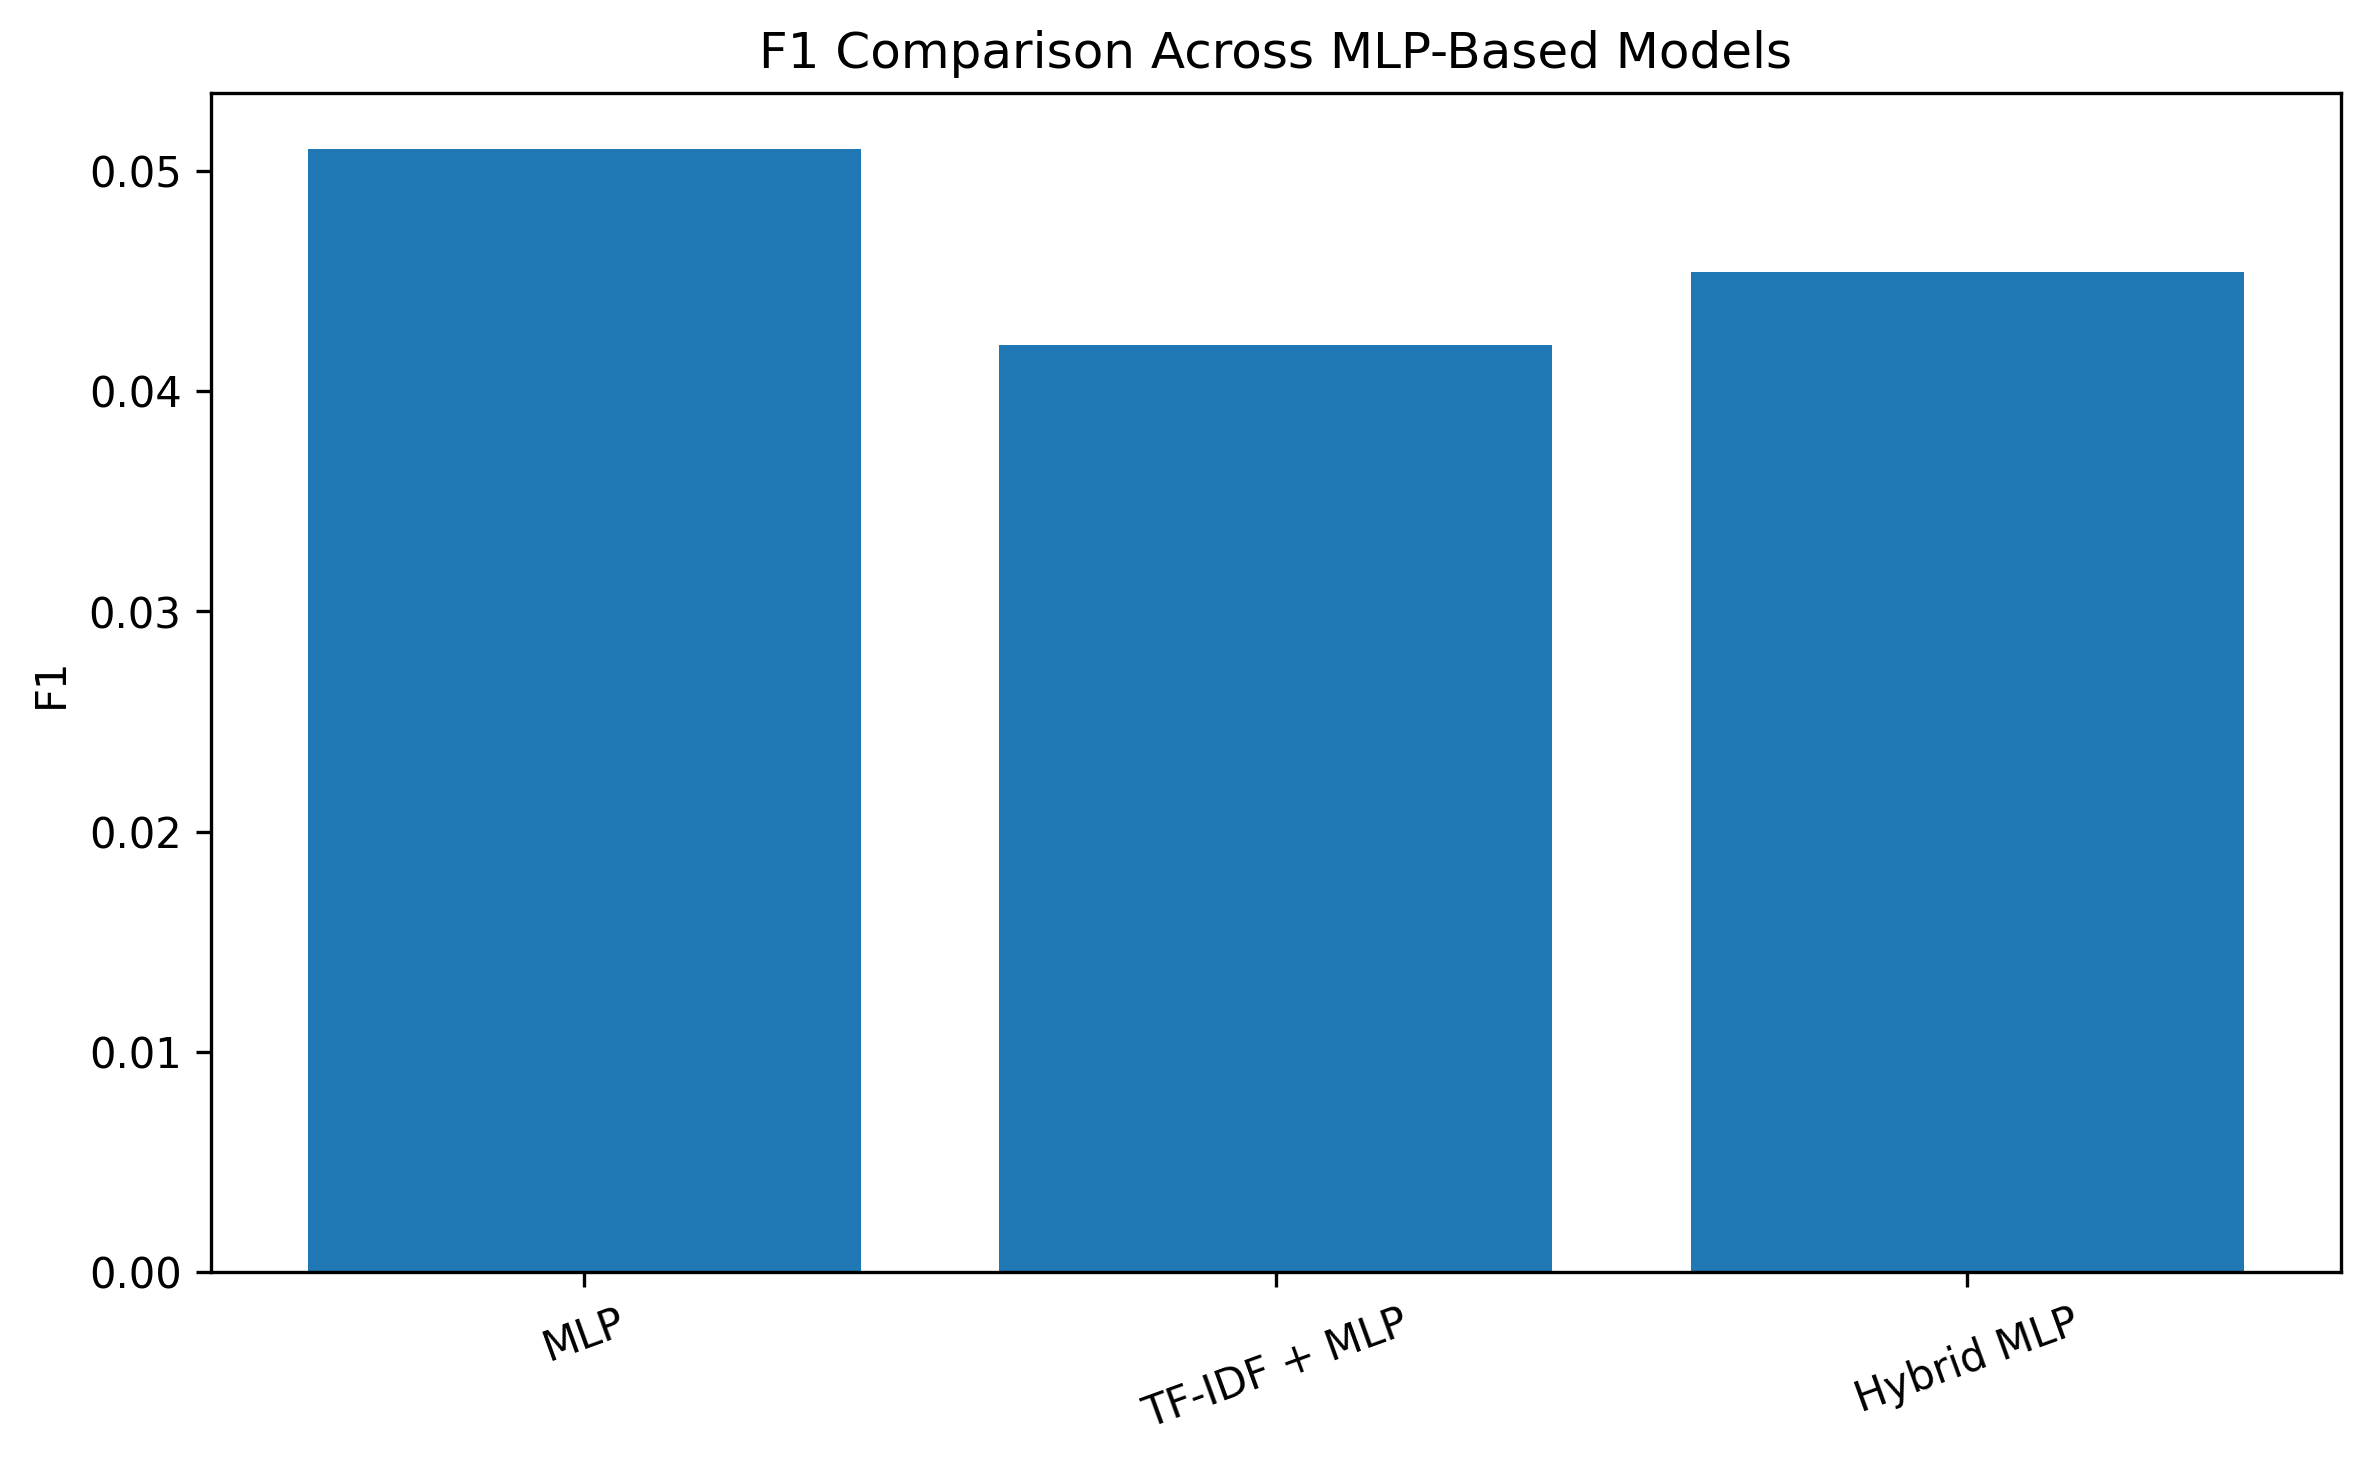 F1 Comparison Across MLP-Based Models
0.05
0.04
0.03
0.02
0.01
0.00
F1
MLP
TF-IDF + MLP
Hybrid MLP